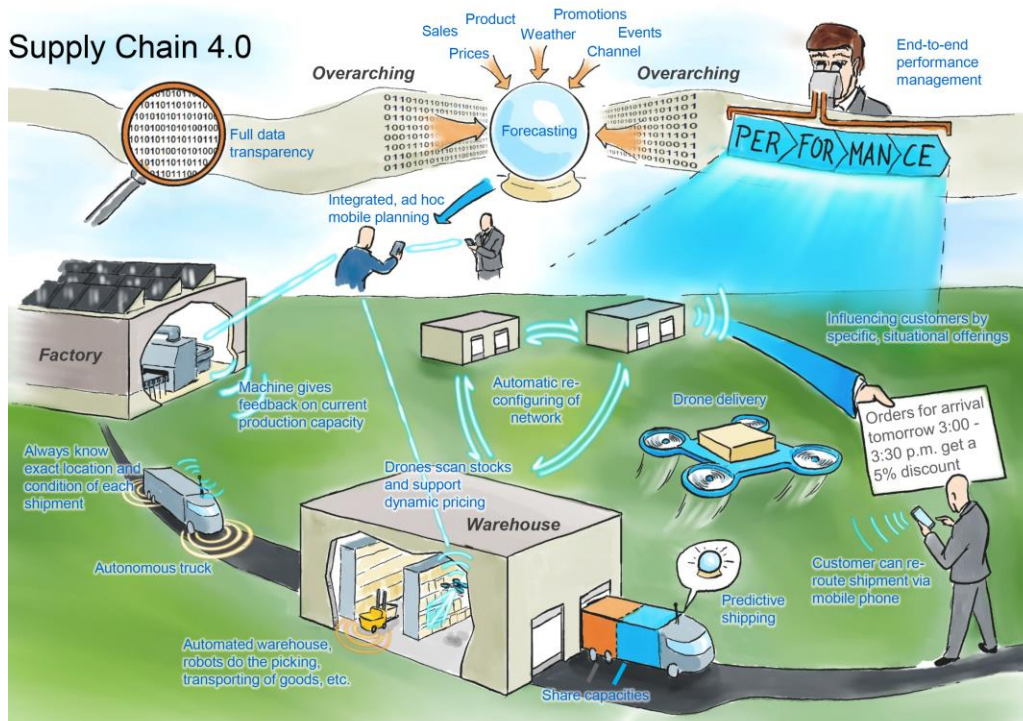 Supply Chain 4.0
Sales
Product
Promotions
Prices
Weather
Events
Channel
Overarching
Overarching
End-to-end
performance
management
Full data
transparency
Forecasting
PER FOR MAN CE
Integrated, ad hoc
mobile planning
Factory
Machine gives
feedback on current
production capacity
Automatic re-
configuring of
network
Influencing customers by
specific, situational offerings
Drone delivery
Orders for arrival
tomorrow 3:00 -
3:30 p.m. get a
5% discount
Always know
exact location and
condition of each
shipment
Autonomous truck
Drones scan stocks
and support
dynamic pricing
Warehouse
Automated warehouse,
robots do the picking,
transporting of goods, etc.
Predictive
shipping
Share capacities
Customer can re-
route shipment via
mobile phone